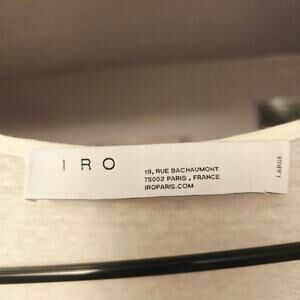 IRO
19, RUE BACHAUMONT
75002 PARIS , FRANCE
IROPARIS.COM
LARGE